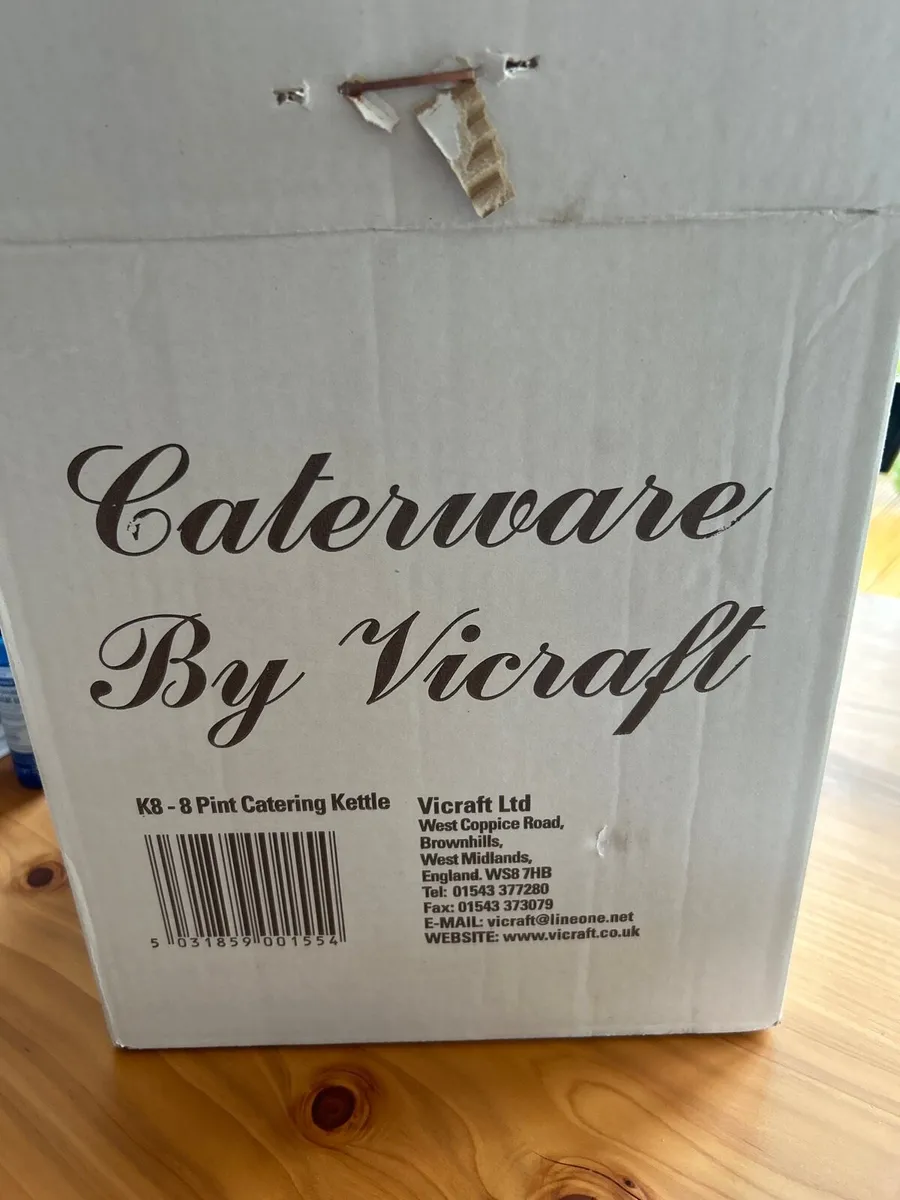 Caterware
By Vicraft
K8 - 8 Pint Catering Kettle
5 031859 001554
Vicraft Ltd
West Coppice Road,
Brownhills,
West Midlands,
England. WS8 7HB
Tel: 01543 377280
Fax: 01543 373079
E-MAIL: vicraft@lineone.net
WEBSITE: www.vicraft.co.uk